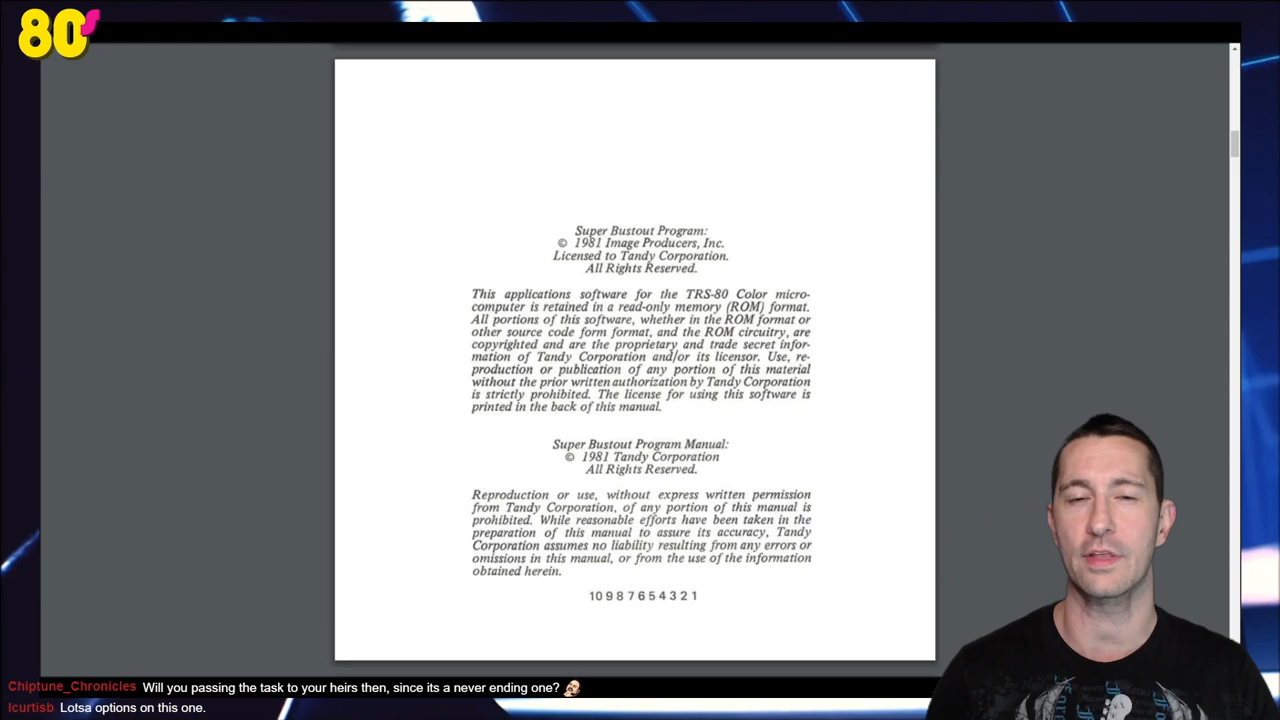 80's
Super Bustout Program:
© 1981 Image Producers, Inc.
Licensed to Tandy Corporation.
All Rights Reserved.
This applications software for the TRS-80 Color micro-
computer is retained in a read-only memory (ROM) format.
All portions of this software, whether in the ROM format or
other source code form format, and the ROM circuitry, are
copyrighted and are the proprietary and trade secret infor-
mation of Tandy Corporation and/or its licensor. Use, re-
production or publication of any portion of this material
without the prior written authorization by Tandy Corporation
is strictly prohibited. The license for using this software is
printed in the back of this manual.
Super Bustout Program Manual:
© 1981 Tandy Corporation
All Rights Reserved.
Reproduction or use, without express written permission
from Tandy Corporation, of any portion of this manual is
prohibited. While reasonable efforts have been taken in the
preparation of this manual to assure its accuracy, Tandy
Corporation assumes no liability resulting from any errors or
omissions in this manual, or from the use of the information
obtained herein.
10 9 8 7 6 5 4 3 2 1
Chiptune_Chronicles Will you passing the task to your heirs then, since its a never ending one?
lcurtisb Lotsa options on this one.